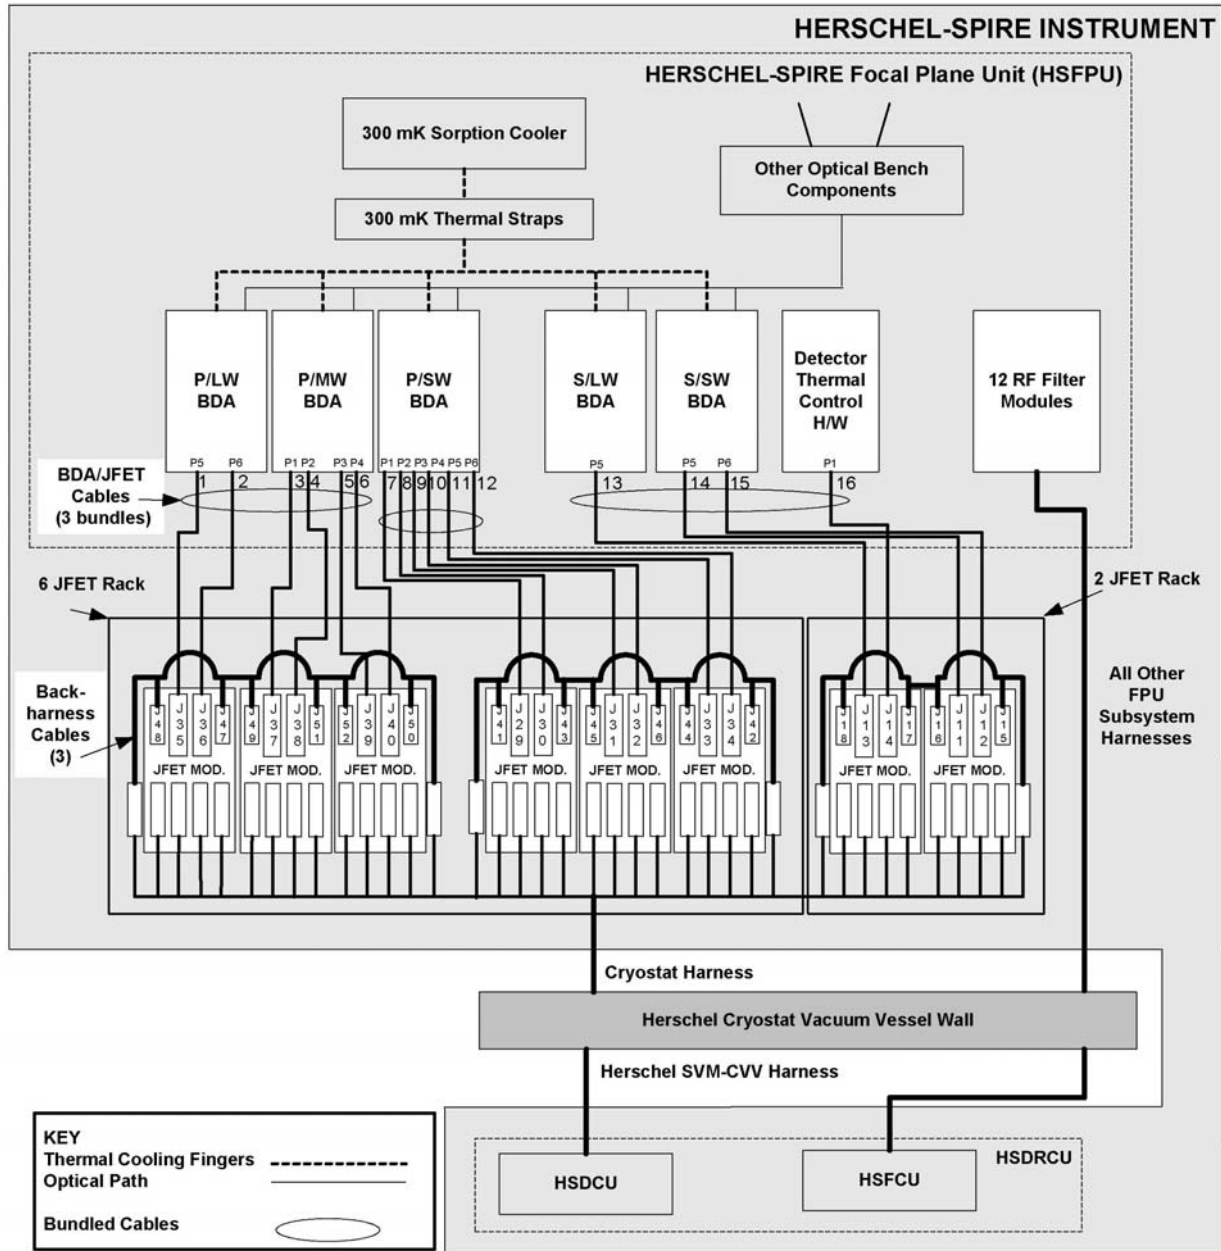 HERSCHEL-SPIRE INSTRUMENT
HERSCHEL-SPIRE Focal Plane Unit (HSFPU)
300 mK Sorption Cooler
Other Optical Bench
Components
300 mK Thermal Straps
P/LW
BDA
P/MW
BDA
P/SW
BDA
S/LW
BDA
S/SW
BDA
Detector
Thermal
Control
H/W
12 RF Filter
Modules
P5 P6 P1 P2 P3 P4 P1 P2 P3 P4 P5 P6 P5 P5 P6 P1
BDA/JFET
Cables
(3 bundles)
1 2 3 4 5 6 7 8 9 10 11 12 13 14 15 16
6 JFET Rack
2 JFET Rack
All Other
FPU
Subsystem
Harnesses
Back-
harness
Cables
(3)
J48 J35 J36 J47 J49 J37 J38 J51 J52 J39 J40 J50 J41 J29 J30 J43 J45 J31 J32 J46 J44 J33 J34 J42 J18 J13 J14 J17 J16 J11 J12 J15
JFET MOD. JFET MOD. JFET MOD. JFET MOD. JFET MOD. JFET MOD. JFET MOD. JFET MOD.
Cryostat Harness
Herschel Cryostat Vacuum Vessel Wall
Herschel SVM-CVV Harness
KEY
Thermal Cooling Fingers
Optical Path
Bundled Cables
HSDRCU
HSDCU
HSFCU